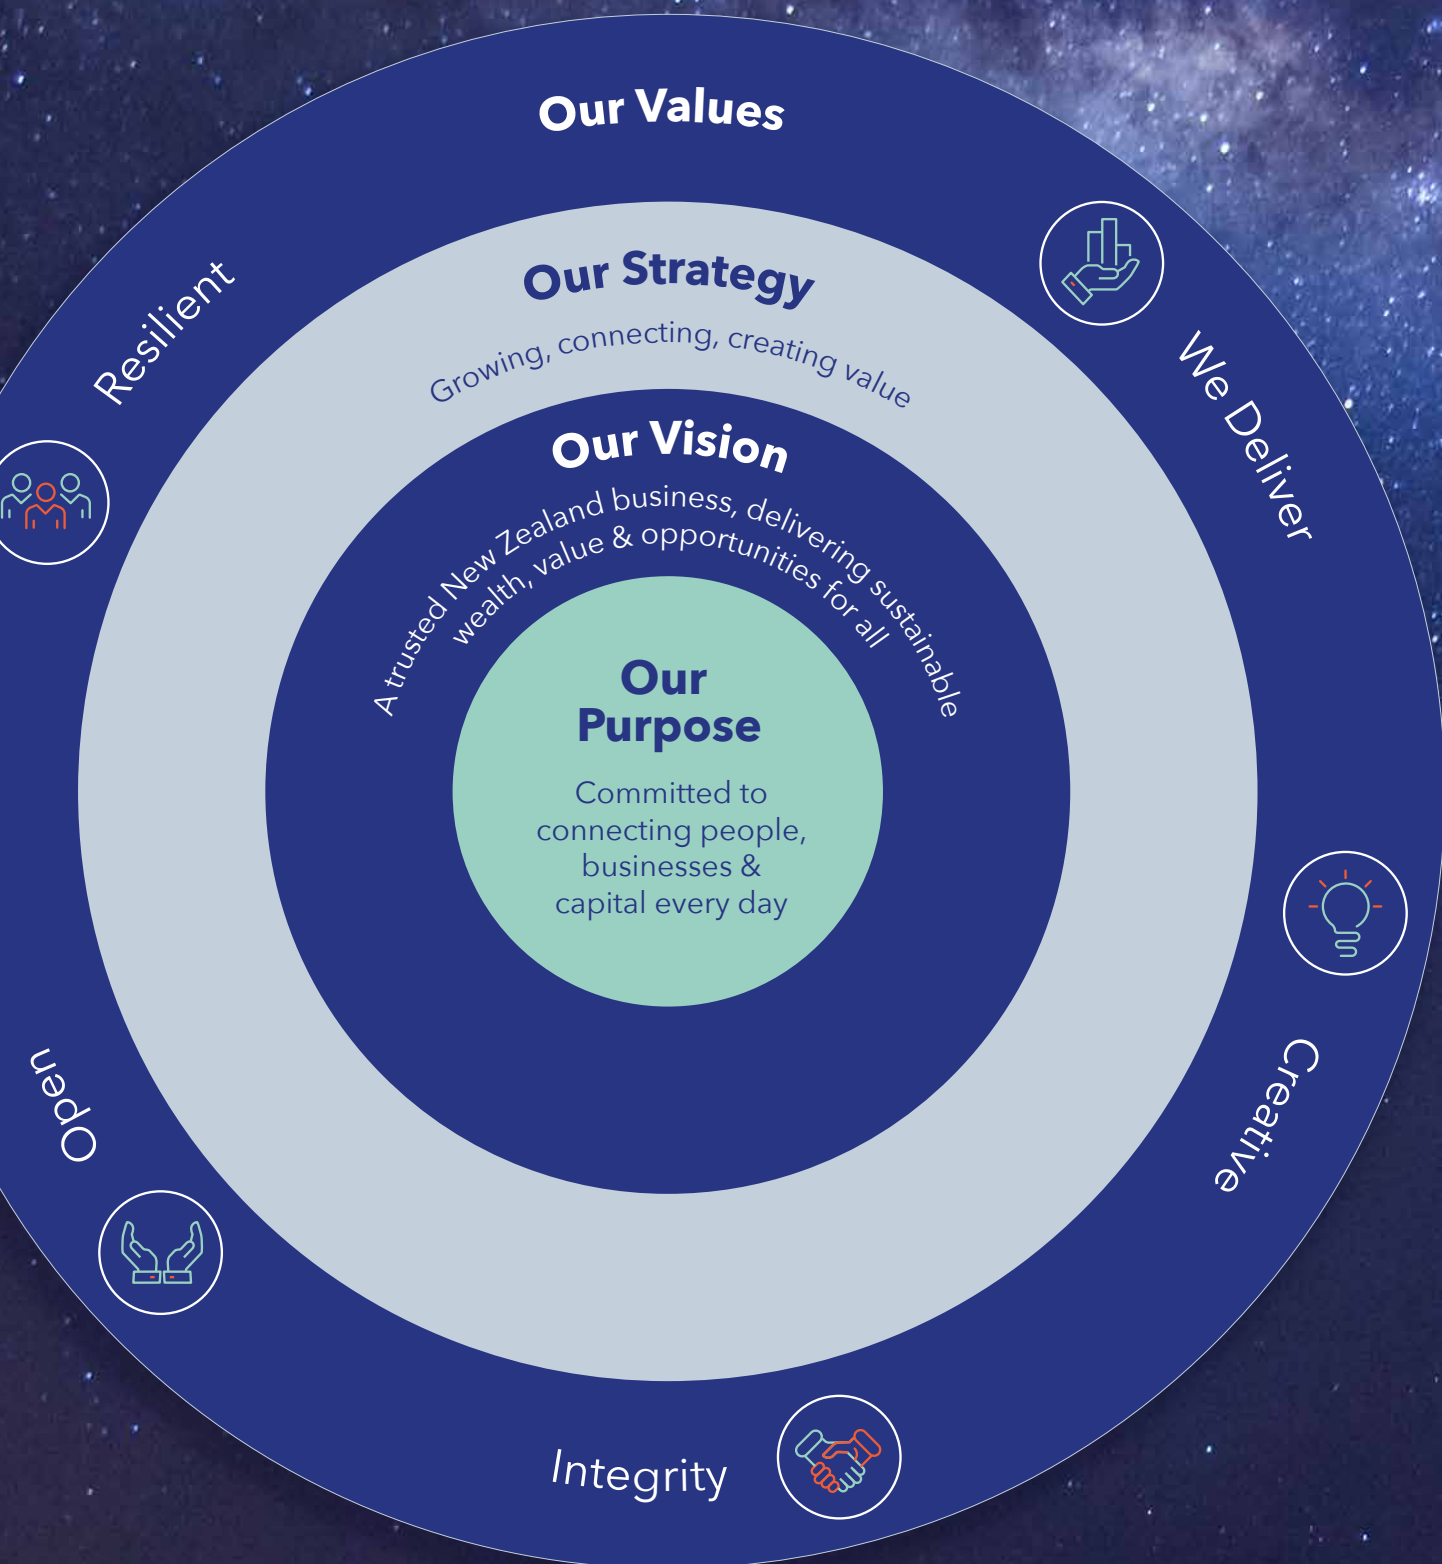 Our Values
We Deliver
Creative
Integrity
Open
Resilient
Our Strategy
Growing, connecting, creating value
Our Vision
A trusted New Zealand business, delivering sustainable
wealth, value & opportunities for all
Our
Purpose
Committed to
connecting people,
businesses &
capital every day